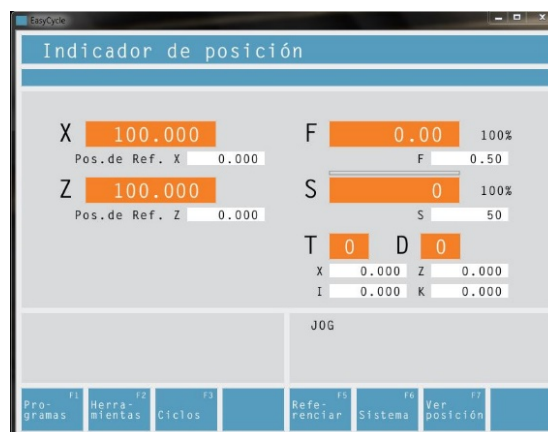 EasyCycle
Indicador de posición
X 100.000 F 0.00 100%
Pos.de Ref. X 0.000 F 0.50
Z 100.000 S 0 100%
Pos.de Ref. Z 0.000 S 50
T 0 D 0
X 0.000 Z 0.000
I 0.000 K 0.000
JOG
F1 F2 F3 F5 F6 F7
Pro- Herra- Refe- Ver
gramas mientas Ciclos renciar Sistema posición